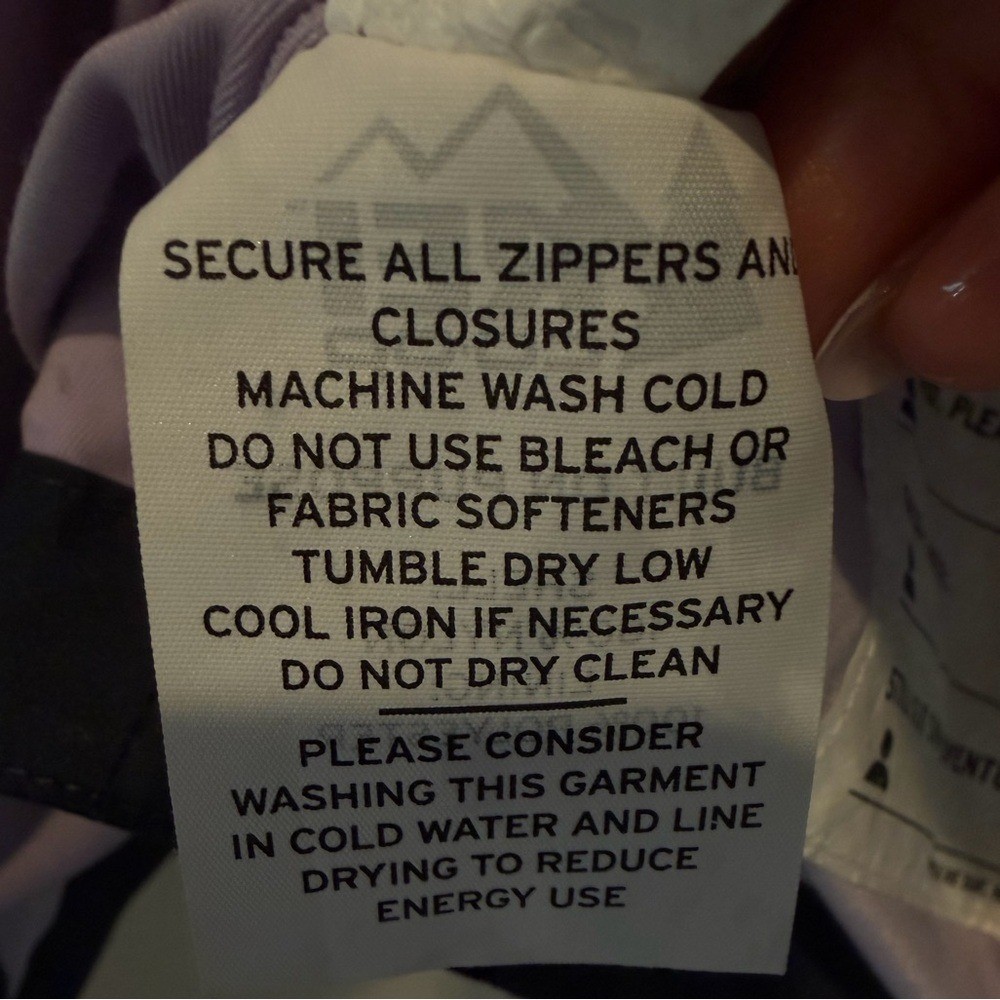 SECURE ALL ZIPPERS AND
CLOSURES
MACHINE WASH COLD
DO NOT USE BLEACH OR
FABRIC SOFTENERS
TUMBLE DRY LOW
COOL IRON IF NECESSARY
DO NOT DRY CLEAN
PLEASE CONSIDER
WASHING THIS GARMENT
IN COLD WATER AND LINE
DRYING TO REDUCE
ENERGY USE